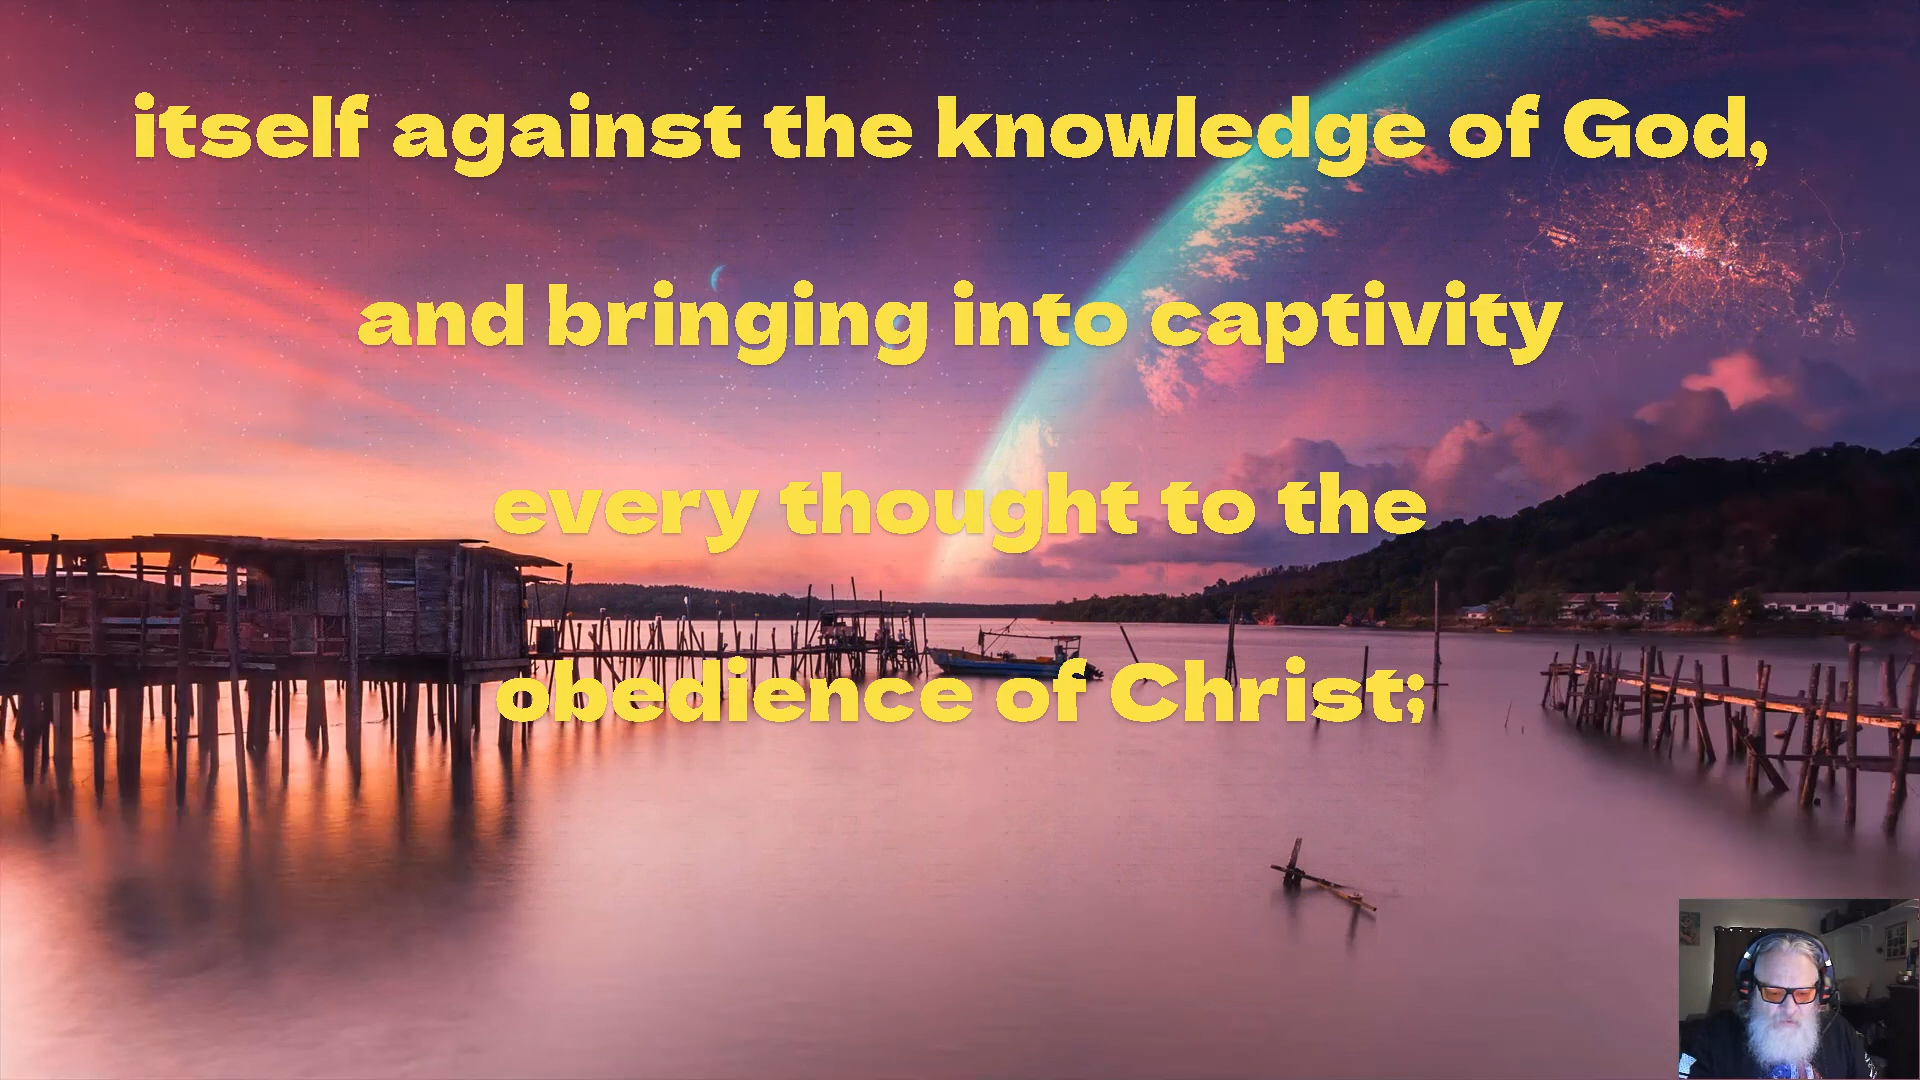 itself against the knowledge of God,
and bringing into captivity
every thought to the
obedience of Christ;